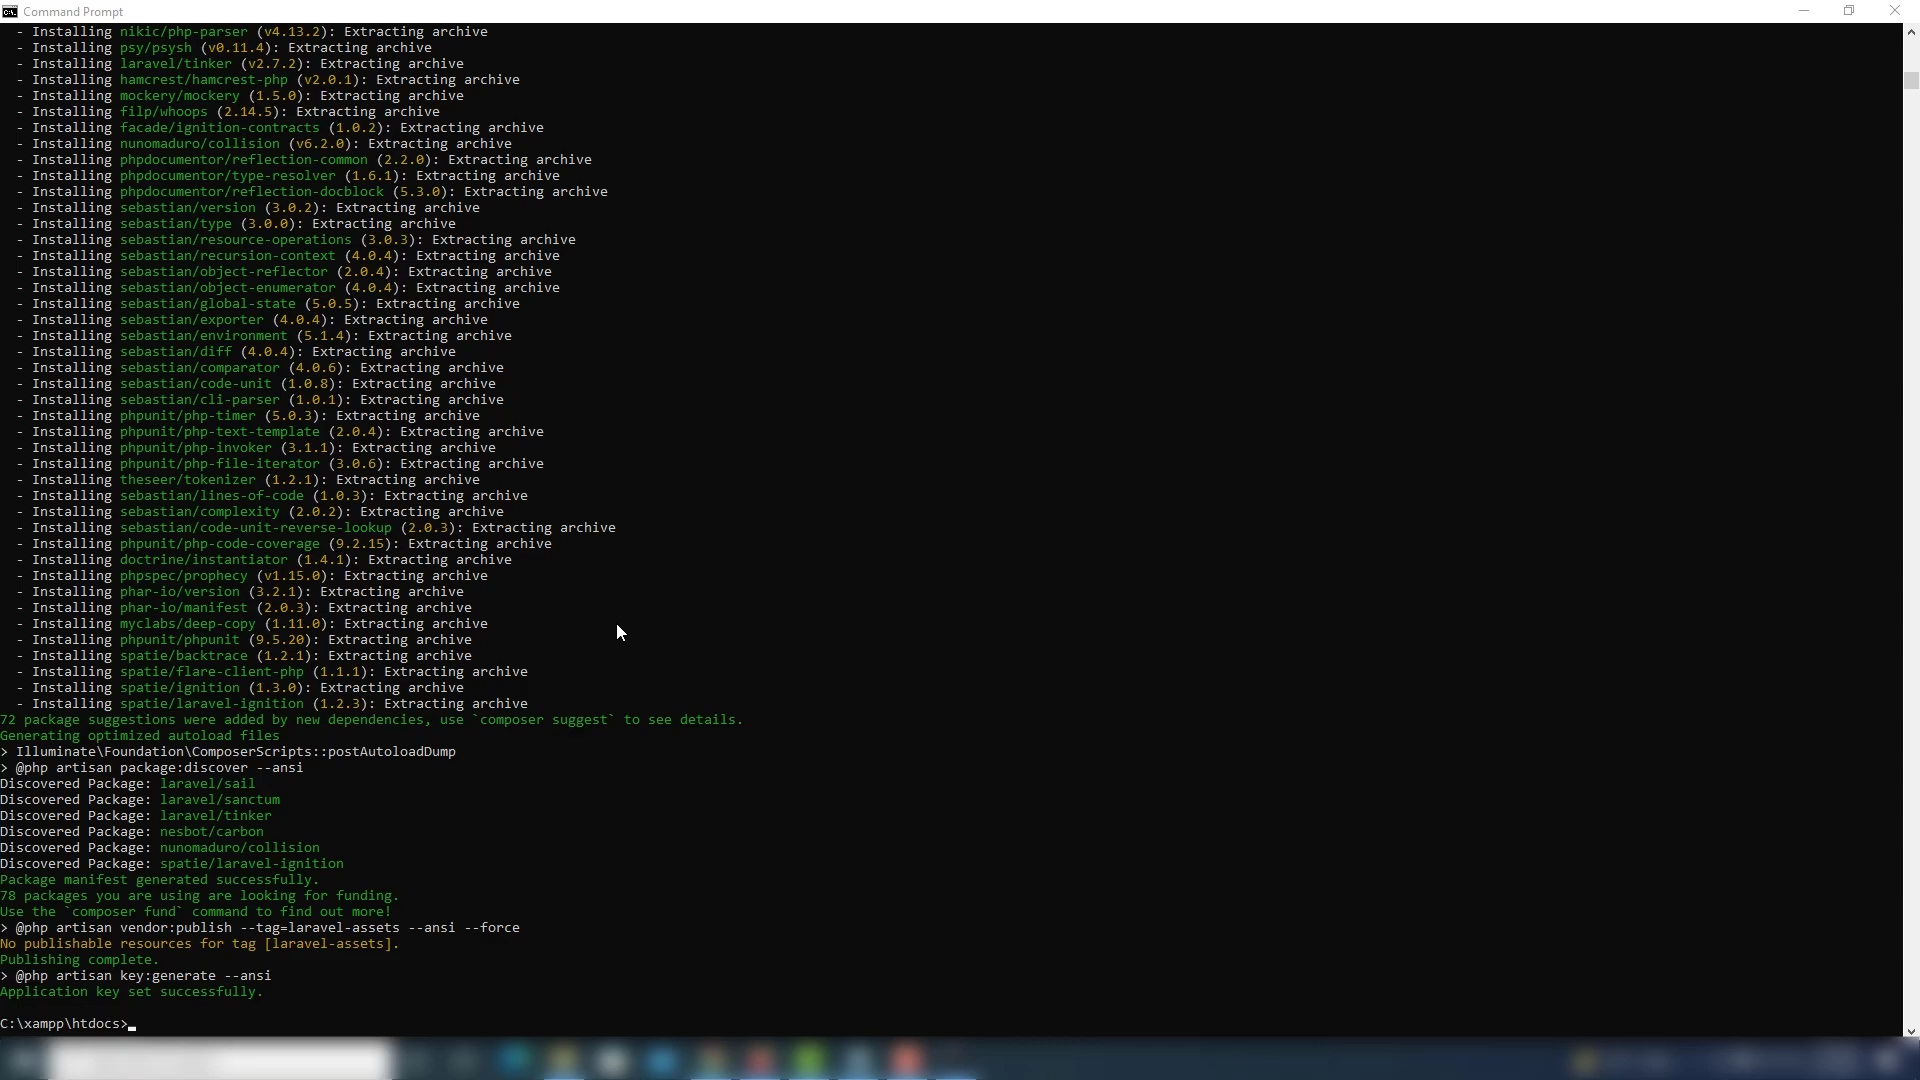 Command Prompt
- Installing nikic/php-parser (v4.13.2): Extracting archive
- Installing psy/psysh (v0.11.4): Extracting archive
- Installing laravel/tinker (v2.7.2): Extracting archive
- Installing hamcrest/hamcrest-php (v2.0.1): Extracting archive
- Installing mockery/mockery (1.5.0): Extracting archive
- Installing filp/whoops (2.14.5): Extracting archive
- Installing facade/ignition-contracts (1.0.2): Extracting archive
- Installing nunomaduro/collision (v6.2.0): Extracting archive
- Installing phpdocumentor/reflection-common (2.2.0): Extracting archive
- Installing phpdocumentor/type-resolver (1.6.1): Extracting archive
- Installing phpdocumentor/reflection-docblock (5.3.0): Extracting archive
- Installing sebastian/version (3.0.2): Extracting archive
- Installing sebastian/type (3.0.0): Extracting archive
- Installing sebastian/resource-operations (3.0.3): Extracting archive
- Installing sebastian/recursion-context (4.0.4): Extracting archive
- Installing sebastian/object-reflector (2.0.4): Extracting archive
- Installing sebastian/object-enumerator (4.0.4): Extracting archive
- Installing sebastian/global-state (5.0.5): Extracting archive
- Installing sebastian/exporter (4.0.4): Extracting archive
- Installing sebastian/environment (5.1.4): Extracting archive
- Installing sebastian/diff (4.0.4): Extracting archive
- Installing sebastian/comparator (4.0.6): Extracting archive
- Installing sebastian/code-unit (1.0.8): Extracting archive
- Installing sebastian/cli-parser (1.0.1): Extracting archive
- Installing phpunit/php-timer (5.0.3): Extracting archive
- Installing phpunit/php-text-template (2.0.4): Extracting archive
- Installing phpunit/php-invoker (3.1.1): Extracting archive
- Installing phpunit/php-file-iterator (3.0.6): Extracting archive
- Installing theseer/tokenizer (1.2.1): Extracting archive
- Installing sebastian/lines-of-code (1.0.3): Extracting archive
- Installing sebastian/complexity (2.0.2): Extracting archive
- Installing sebastian/code-unit-reverse-lookup (2.0.3): Extracting archive
- Installing phpunit/php-code-coverage (9.2.15): Extracting archive
- Installing doctrine/instantiator (1.4.1): Extracting archive
- Installing phpspec/prophecy (v1.15.0): Extracting archive
- Installing phar-io/version (3.2.1): Extracting archive
- Installing phar-io/manifest (2.0.3): Extracting archive
- Installing myclabs/deep-copy (1.11.0): Extracting archive
- Installing phpunit/phpunit (9.5.20): Extracting archive
- Installing spatie/backtrace (1.2.1): Extracting archive
- Installing spatie/flare-client-php (1.1.1): Extracting archive
- Installing spatie/ignition (1.3.0): Extracting archive
- Installing spatie/laravel-ignition (1.2.3): Extracting archive
72 package suggestions were added by new dependencies, use `composer suggest` to see details.
Generating optimized autoload files
> Illuminate\Foundation\ComposerScripts::postAutoloadDump
> @php artisan package:discover --ansi
Discovered Package: laravel/sail
Discovered Package: laravel/sanctum
Discovered Package: laravel/tinker
Discovered Package: nesbot/carbon
Discovered Package: nunomaduro/collision
Discovered Package: spatie/laravel-ignition
Package manifest generated successfully.
78 packages you are using are looking for funding.
Use the `composer fund` command to find out more!
> @php artisan vendor:publish --tag=laravel-assets --ansi --force
No publishable resources for tag [laravel-assets].
Publishing complete.
> @php artisan key:generate --ansi
Application key set successfully.
C:\xampp\htdocs>